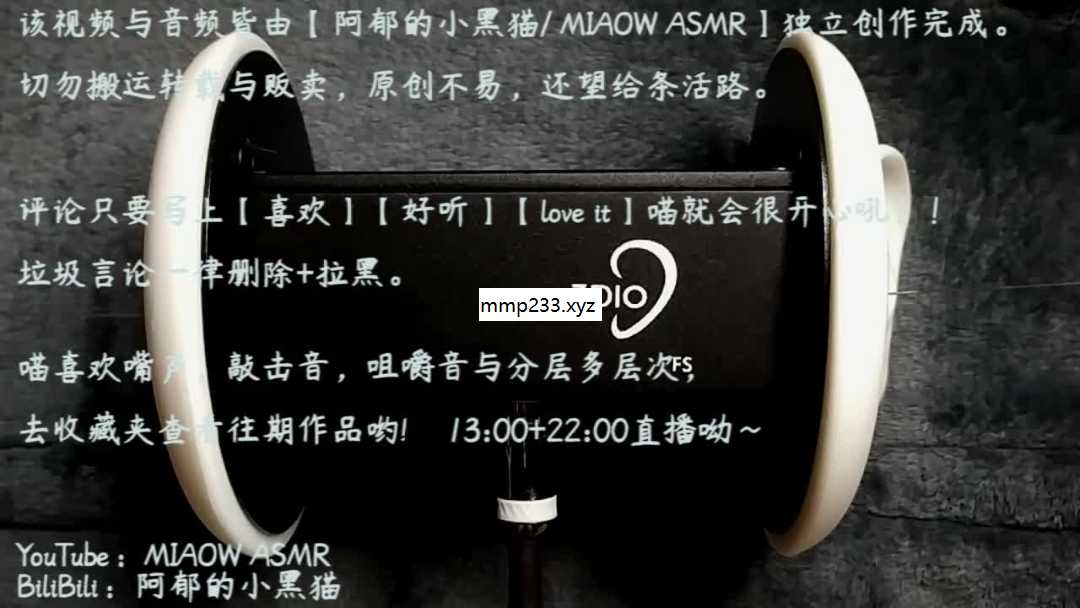 该视频与音频皆由【阿郁的小黑猫/ MIAOW ASMR】独立创作完成。
切勿搬运转载与贩卖，原创不易，还望给条活路。
评论只要马上【喜欢】【好听】【love it】喵就会很开心吼 ！
垃圾言论一律删除+拉黑。
3DIO
mmp233.xyz
喵喜欢嘴声，敲击音，咀嚼音与分层多层次，
FS
去收藏夹查看往期作品哟! 13:00+22:00直播呦～
YouTube：MIAOW ASMR
BiliBili：阿郁的小黑猫